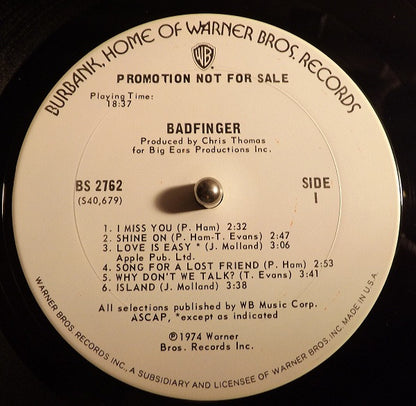 BURBANK, HOME OF WARNER BROS. RECORDS
WB
PROMOTION NOT FOR SALE
Playing Time:
18:37
BADFINGER
Produced by Chris Thomas
for Big Ears Productions Inc.
BS 2762
(S40,679)
SIDE
1
1. I MISS YOU (P. Ham) 2:32
2. SHINE ON (P. Ham-T. Evans) 2:47
3. LOVE IS EASY * (J. Molland) 3:06
Apple Pub. Ltd.
4. SONG FOR A LOST FRIEND (P. Ham) 2:53
5. WHY DON'T WE TALK? (T. Evans) 3:41
6. ISLAND (J. Molland) 3:38
All selections published by WB Music Corp.
ASCAP, *except as indicated
℗1974 Warner
Bros. Records Inc.
WARNER BROS. RECORDS INC., A SUBSIDIARY AND LICENSEE OF WARNER BROS. INC. MADE IN U.S.A.